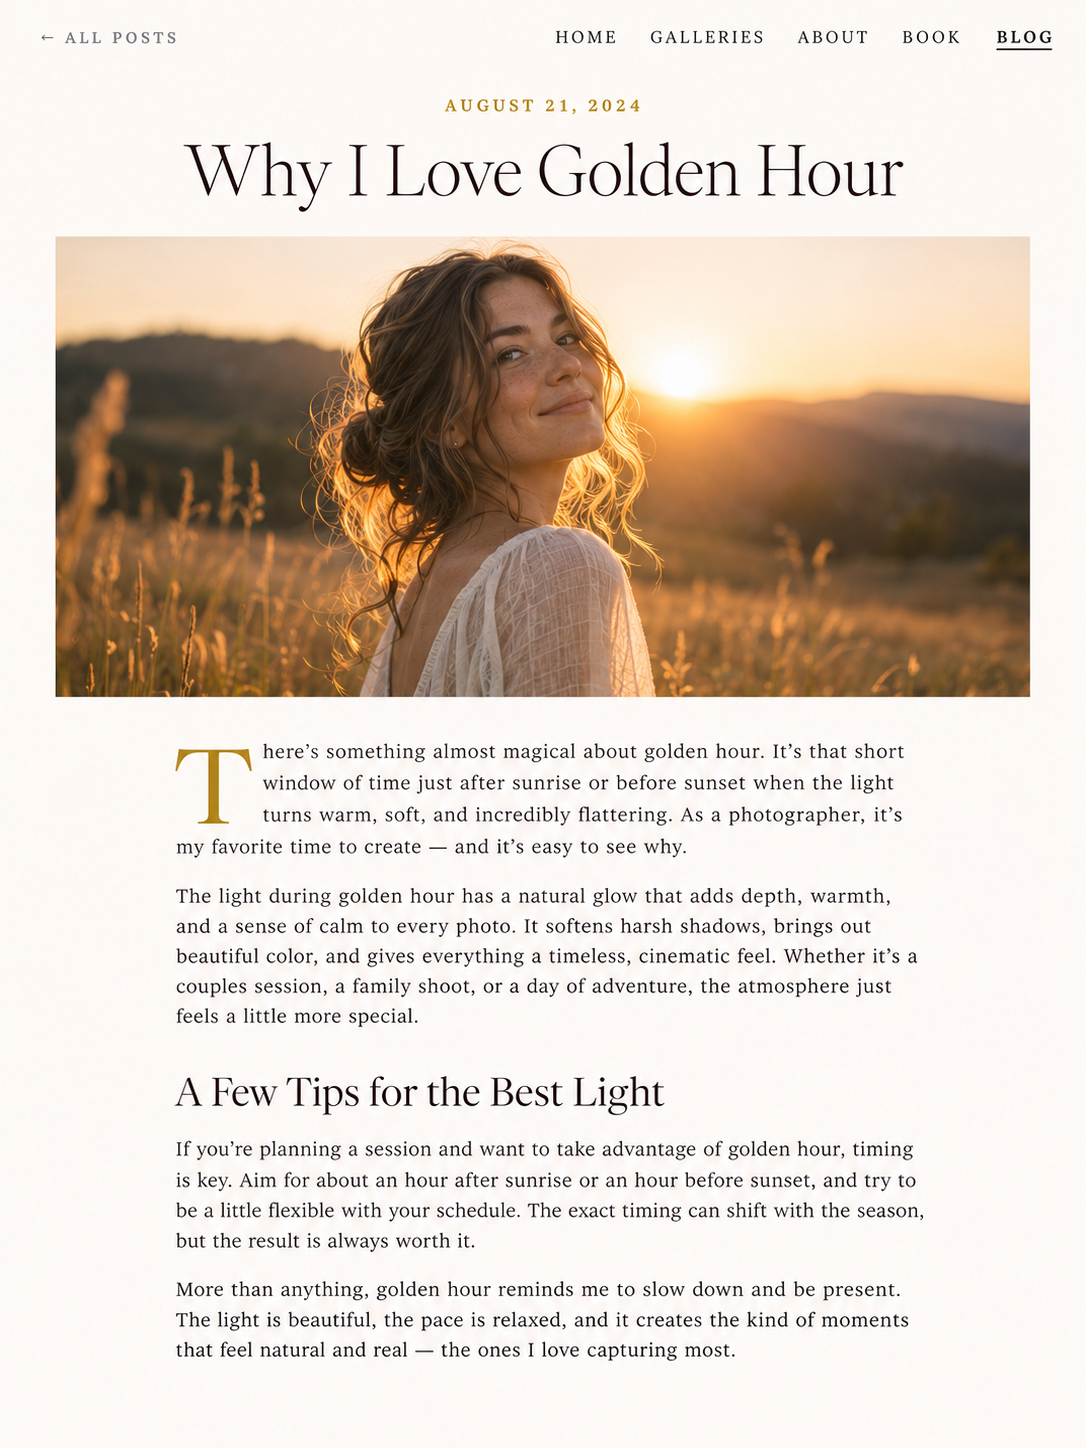 ← ALL POSTS
HOME GALLERIES ABOUT BOOK BLOG
AUGUST 21, 2024
Why I Love Golden Hour
There’s something almost magical about golden hour. It’s that short
window of time just after sunrise or before sunset when the light
turns warm, soft, and incredibly flattering. As a photographer, it’s
my favorite time to create — and it’s easy to see why.
The light during golden hour has a natural glow that adds depth, warmth,
and a sense of calm to every photo. It softens harsh shadows, brings out
beautiful color, and gives everything a timeless, cinematic feel. Whether it’s a
couples session, a family shoot, or a day of adventure, the atmosphere just
feels a little more special.
A Few Tips for the Best Light
If you’re planning a session and want to take advantage of golden hour, timing
is key. Aim for about an hour after sunrise or an hour before sunset, and try to
be a little flexible with your schedule. The exact timing can shift with the season,
but the result is always worth it.
More than anything, golden hour reminds me to slow down and be present.
The light is beautiful, the pace is relaxed, and it creates the kind of moments
that feel natural and real — the ones I love capturing most.